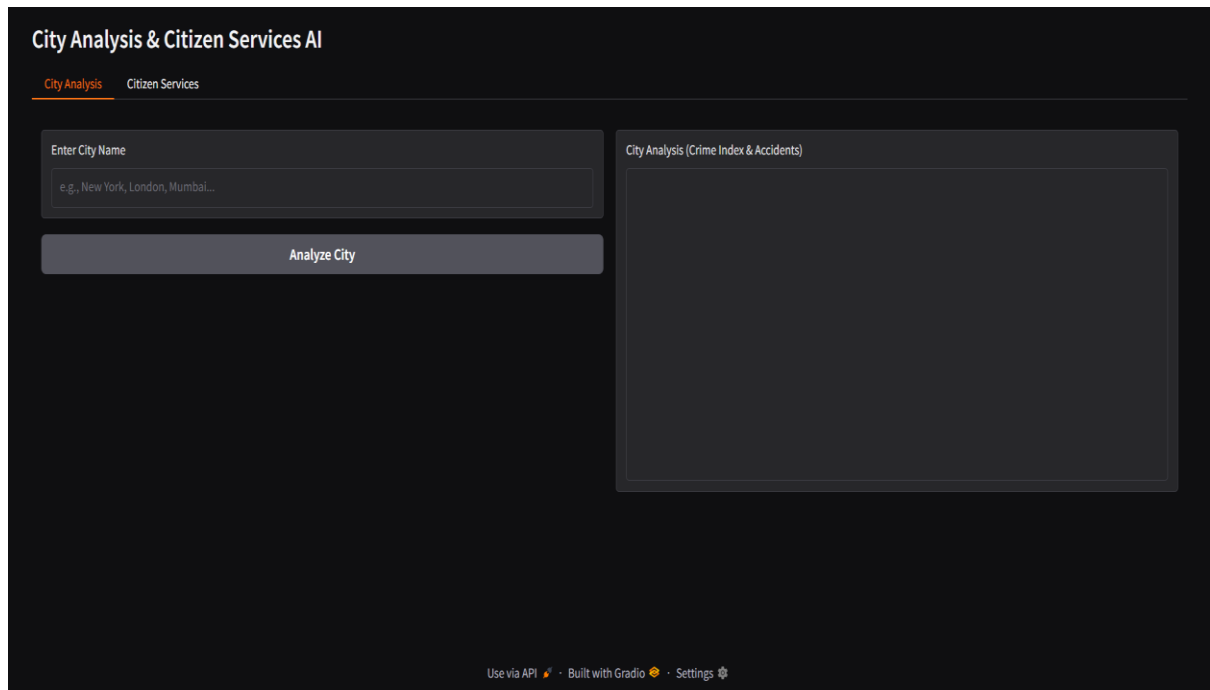 City Analysis & Citizen Services AI
City Analysis
Citizen Services
Enter City Name
e.g., New York, London, Mumbai...
Analyze City
City Analysis (Crime Index & Accidents)
Use via API · Built with Gradio · Settings